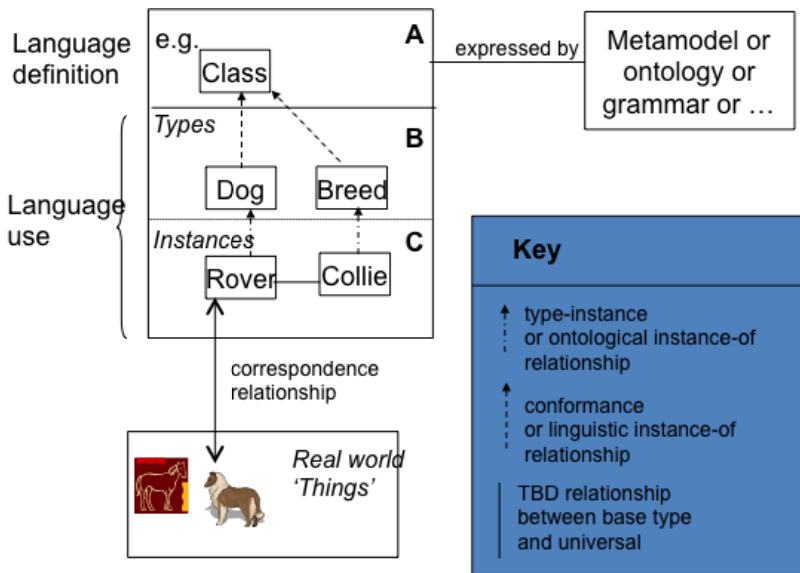 Language
definition
e.g.
A
Class
expressed by
Metamodel or
ontology or
grammar or ...
Types
B
Dog
Breed
Language
use
Instances
C
Rover
Collie
correspondence
relationship
Real world
'Things'
Key
type-instance
or ontological instance-of
relationship
conformance
or linguistic instance-of
relationship
TBD relationship
between base type
and universal